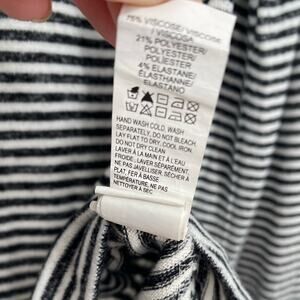 75% VISCOSE/ VISCOSE
/ VISCOSA
21% POLYESTER/
POLYESTER/
POLIÉSTER
4% ELASTANE/
ÉLASTHANNE/
ELASTANO
HAND WASH COLD, WASH
SEPARATELY, DO NOT BLEACH,
LAY FLAT TO DRY, COOL IRON,
DO NOT DRY CLEAN
LAVER À LA MAIN ET À L'EAU
FROIDE, LAVER SÉPARÉMENT,
NE PAS JAVELLISER, SÉCHER À
PLAT, FER À BASSE
TEMPÉRATURE, NE PAS
NETTOYER À SEC